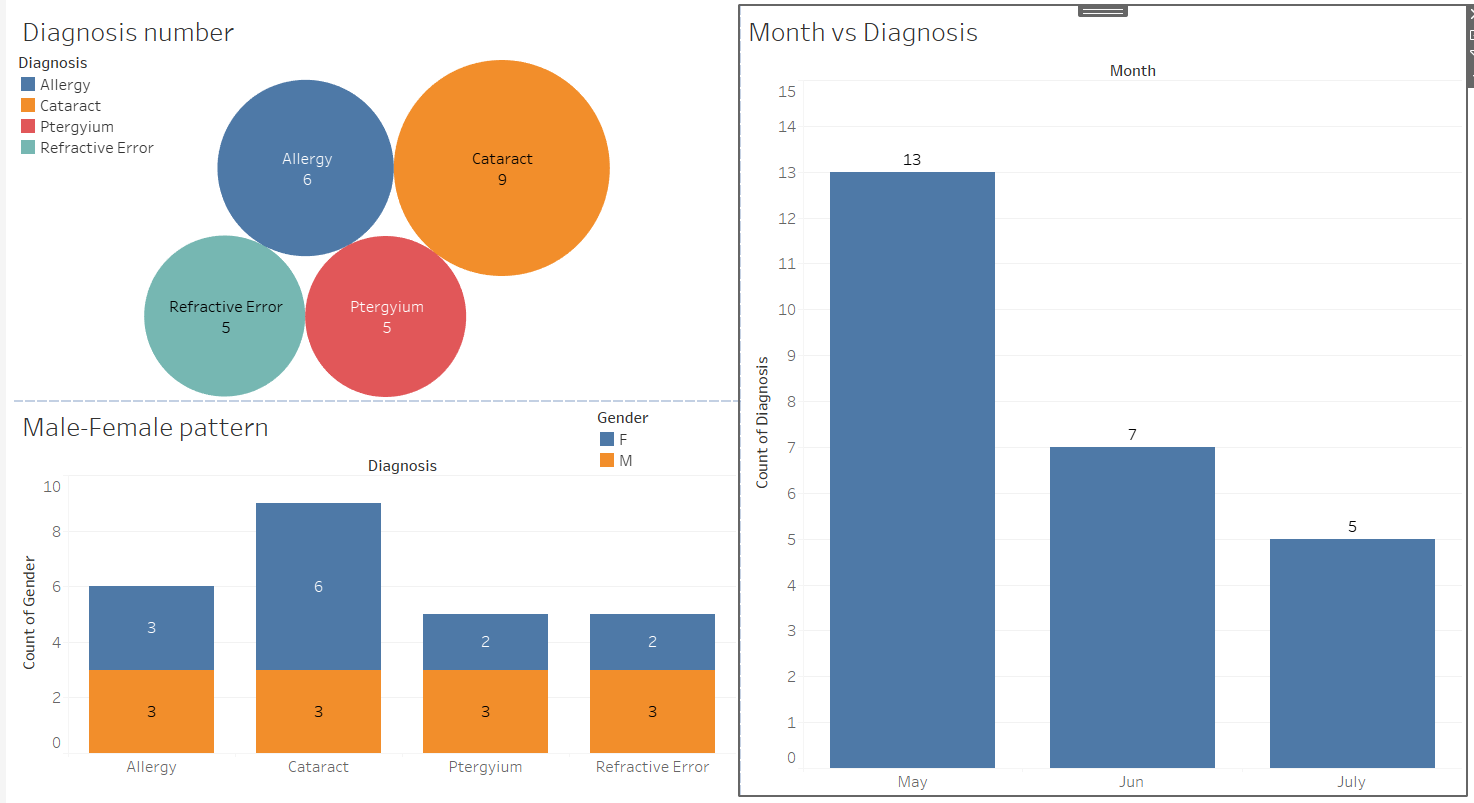 Diagnosis number
Diagnosis
Allergy
Cataract
Ptergyium
Refractive Error
Allergy
6
Cataract
9
Refractive Error
5
Ptergyium
5
Male-Female pattern
Gender
F
M
Diagnosis
Count of Gender
10
8
6
4
2
0
3
6
2
2
3
3
3
3
Allergy
Cataract
Ptergyium
Refractive Error
Month vs Diagnosis
Month
Count of Diagnosis
15
14
13
12
11
10
9
8
7
6
5
4
3
2
1
0
13
7
5
May
Jun
July